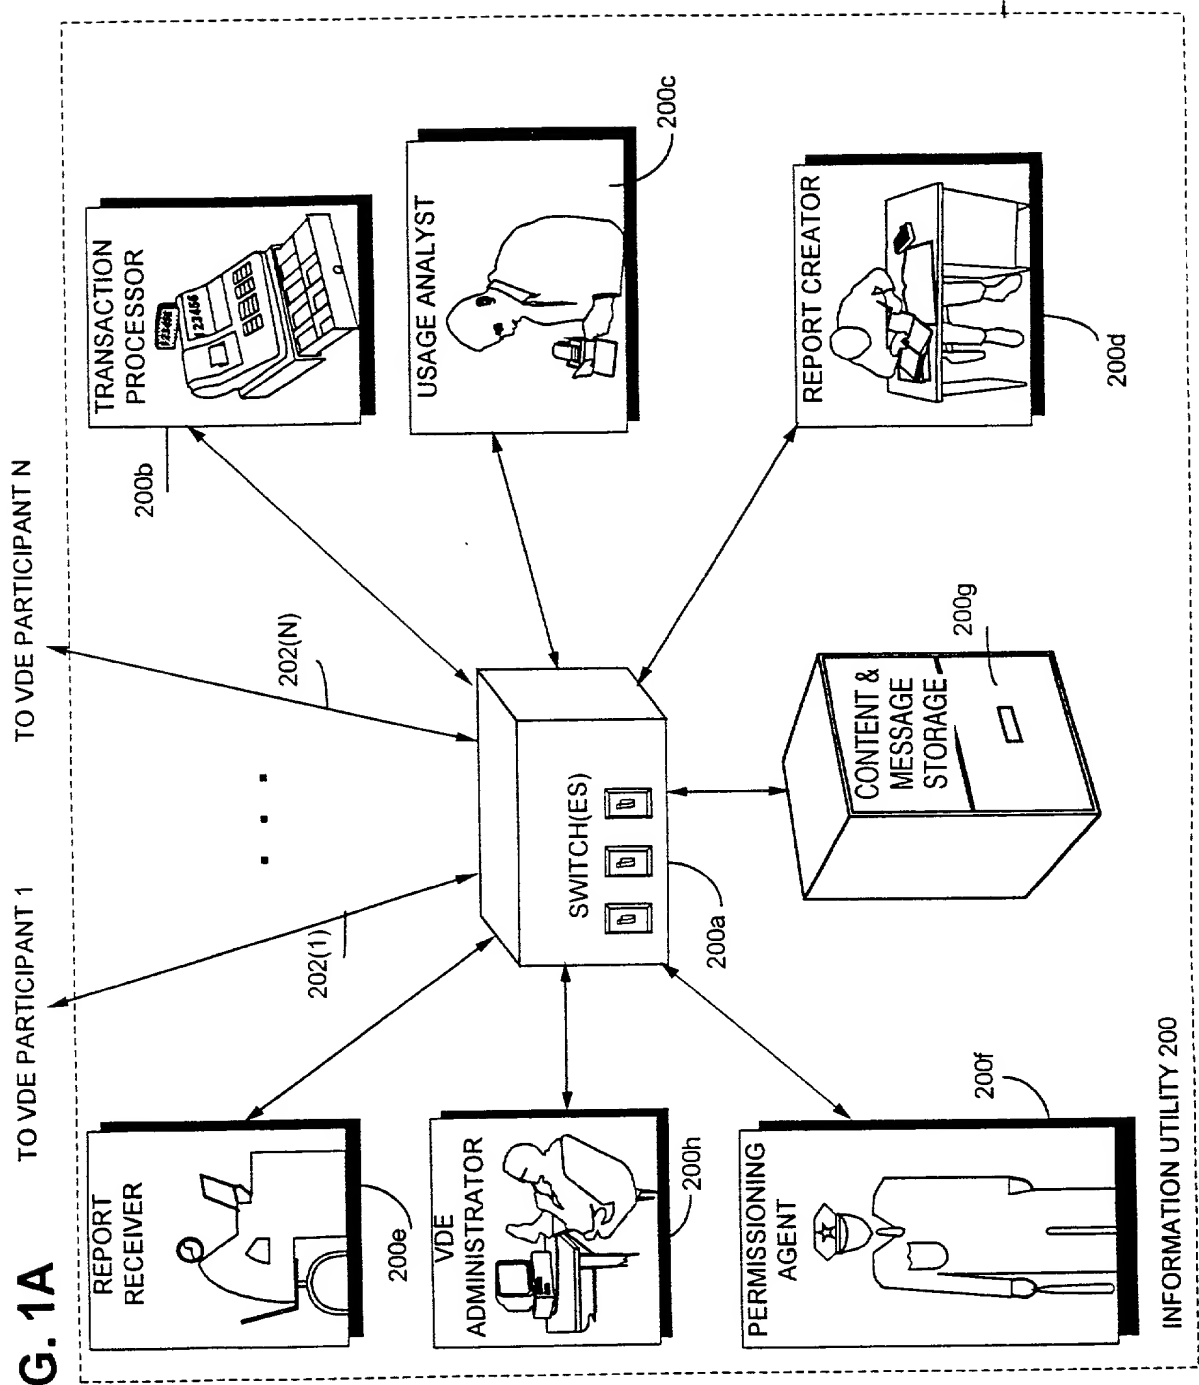 G. 1A
TO VDE PARTICIPANT 1
TO VDE PARTICIPANT N
202(1)
202(N)
REPORT
RECEIVER
200e
TRANSACTION
PROCESSOR
123456
123456
200b
VDE
ADMINISTRATOR
200h
SWITCH(ES)
200a
USAGE ANALYST
200c
PERMISSIONING
AGENT
200f
CONTENT &
MESSAGE
STORAGE
200g
REPORT CREATOR
200d
INFORMATION UTILITY 200